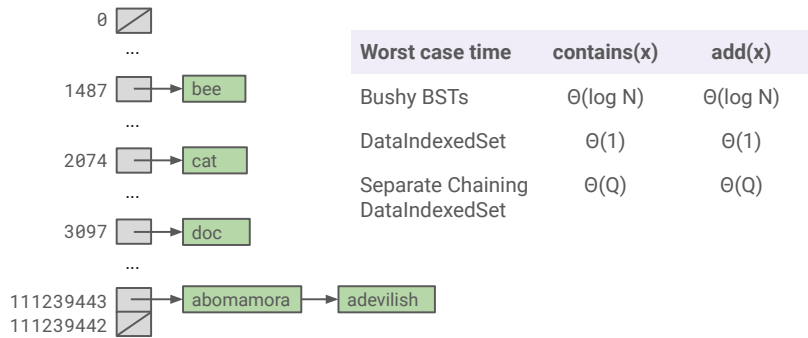 0
...
1487 bee
...
2074 cat
...
3097 doc
...
111239443 abomamora adevilish
111239442
Worst case time contains(x) add(x)
Bushy BSTs Θ(log N) Θ(log N)
DataIndexedSet Θ(1) Θ(1)
Separate Chaining Θ(Q) Θ(Q)
DataIndexedSet